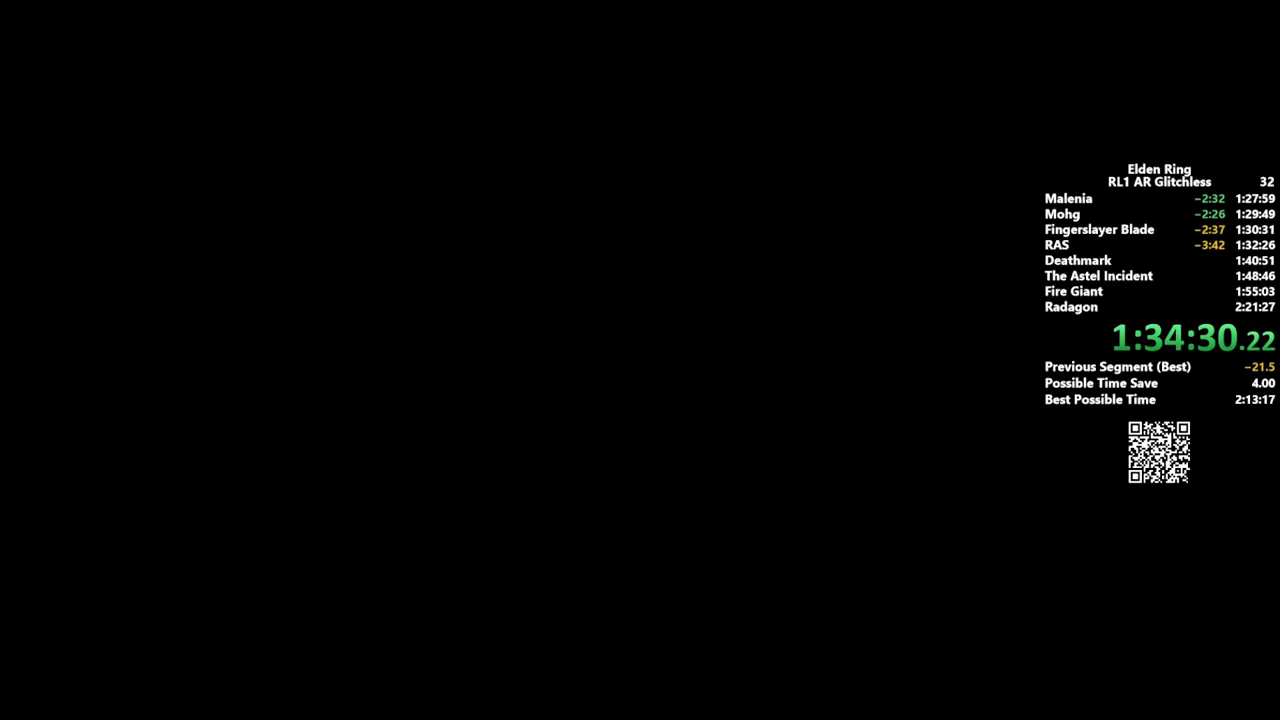 Elden Ring
RL1 AR Glitchless 32
Malenia −2:32 1:27:59
Mohg −2:26 1:29:49
Fingerslayer Blade −2:37 1:30:31
RAS −3:42 1:32:26
Deathmark 1:40:51
The Astel Incident 1:48:46
Fire Giant 1:55:03
Radagon 2:21:27
1:34:30.22
Previous Segment (Best) −21.5
Possible Time Save 4.00
Best Possible Time 2:13:17